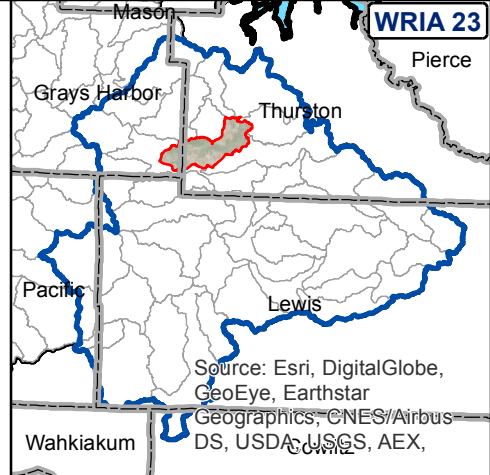 Mason
WRIA 23
Pierce
Grays Harbor
Thurston
Pacific
Lewis
Source: Esri, DigitalGlobe,
GeoEye, Earthstar
Geographics, CNES/Airbus
DS, USDA, USGS, AEX,
Wahkiakum
Cowlitz